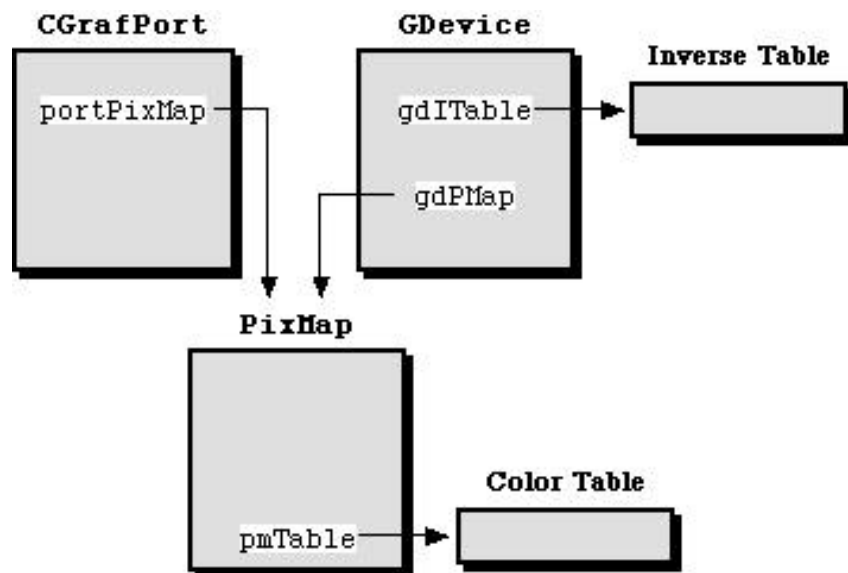 CGrafPort
GDevice
Inverse Table
portPixMap
gdITable
gdPMap
PixMap
Color Table
pmTable